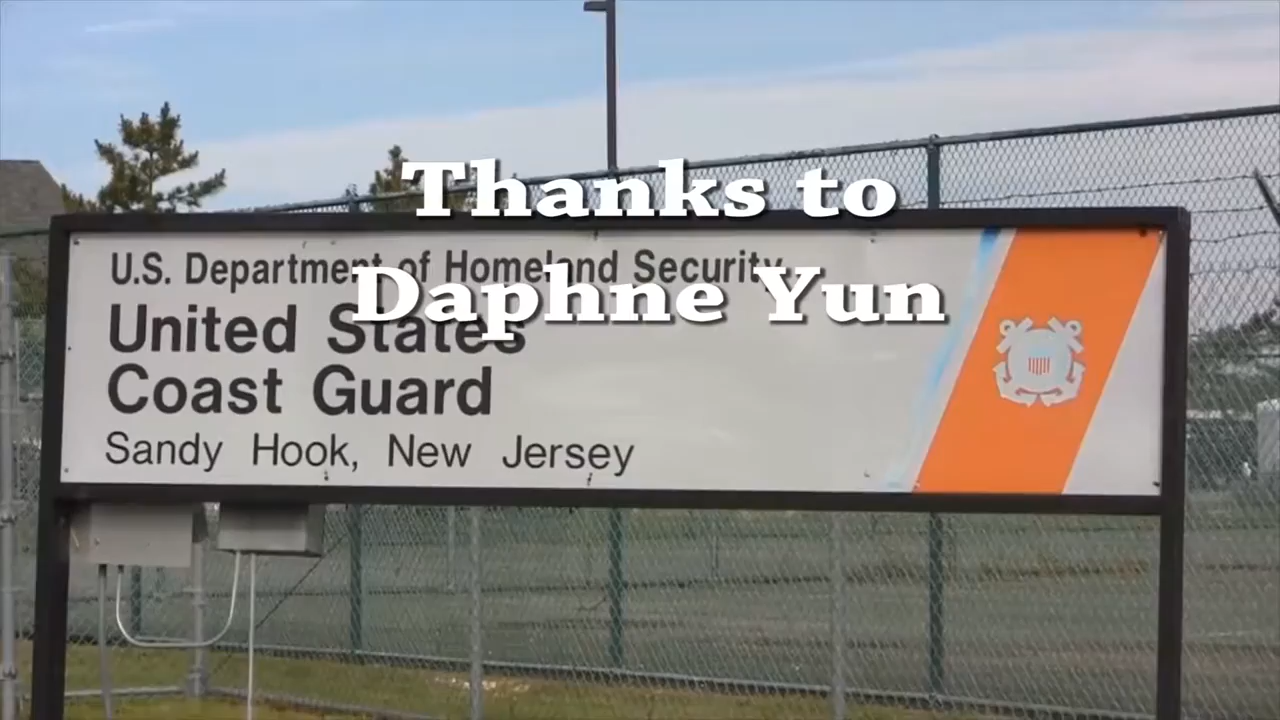 Thanks to
Daphne Yun
U.S. Department of Homeland Security
United States
Coast Guard
Sandy Hook, New Jersey